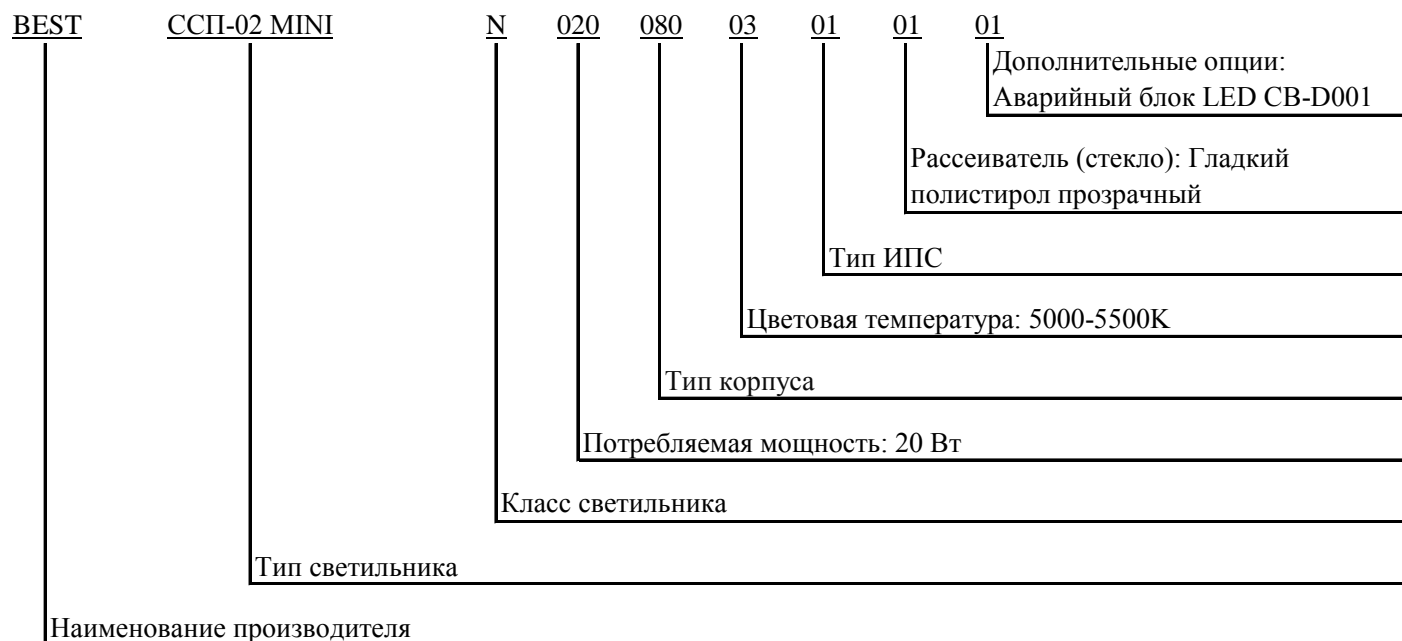 BEST ССП-02 MINI N 020 080 03 01 01 01
Дополнительные опции:
Аварийный блок LED CB-D001
Рассеиватель (стекло): Гладкий
полистирол прозрачный
Тип ИПС
Цветовая температура: 5000-5500K
Тип корпуса
Потребляемая мощность: 20 Вт
Класс светильника
Тип светильника
Наименование производителя